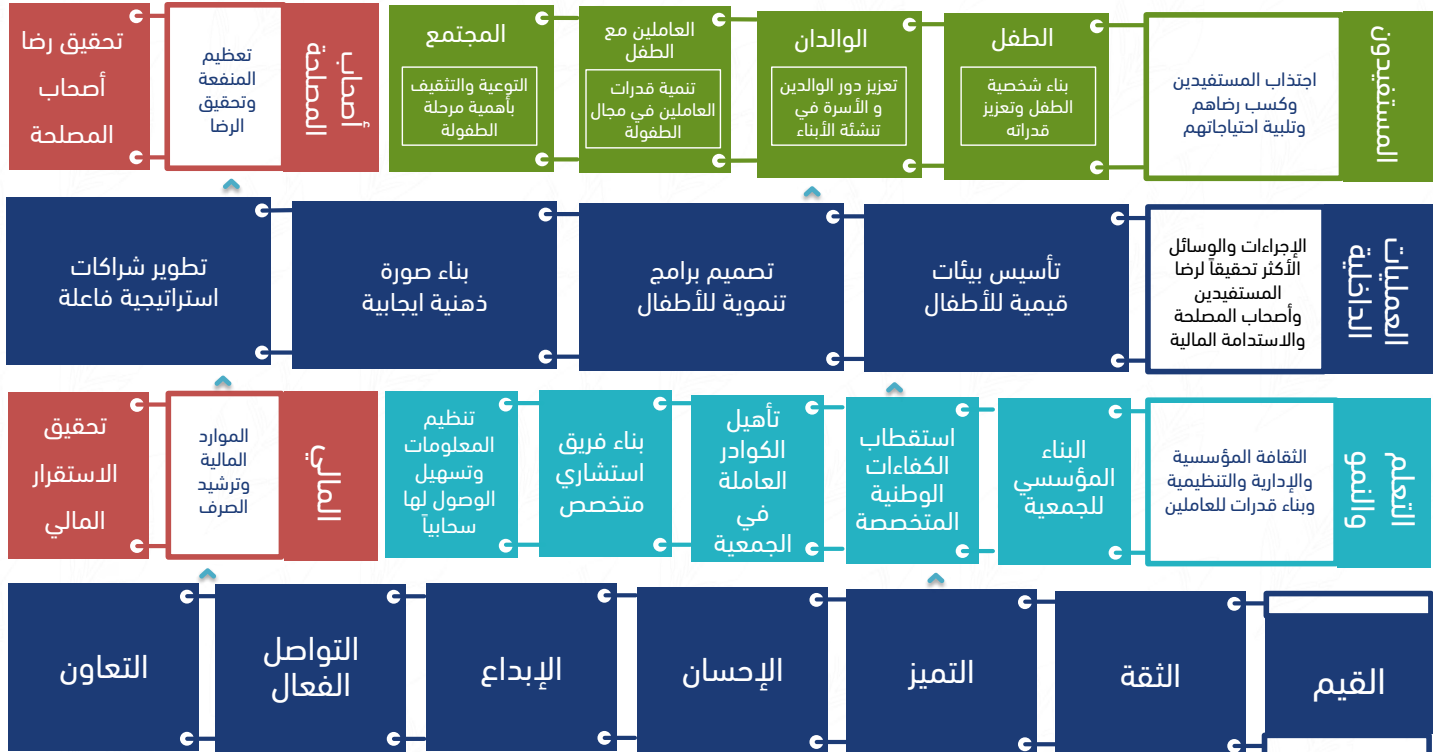 المستفيدون
اجتذاب المستفيدين
وكسب رضاهم
وتلبية احتياجاتهم
الطفل
بناء شخصية
الطفل وتعزيز
قدراته
الوالدان
تعزيز دور الوالدين
و الأسرة في
تنشئة الأبناء
العاملين مع
الطفل
تنمية قدرات
العاملين في مجال
الطفولة
المجتمع
التوعية والتثقيف
بأهمية مرحلة
الطفولة
أصحاب
المصلحة
تعظيم
المنفعة
وتحقيق
الرضا
تحقيق رضا
أصحاب
المصلحة
العمليات
الداخلية
الإجراءات والوسائل
الأكثر تحقيقاً لرضا
المستفيدين
وأصحاب المصلحة
والاستدامة المالية
تأسيس بيئات
قيمية للأطفال
تصميم برامج
تنموية للأطفال
بناء صورة
ذهنية ايجابية
تطوير شراكات
استراتيجية فاعلة
التعلم
والنمو
الثقافة المؤسسية
والإدارية والتنظيمية
وبناء قدرات للعاملين
البناء
المؤسسي
للجمعية
استقطاب
الكفاءات
الوطنية
المتخصصة
تأهيل
الكوادر
العاملة
في
الجمعية
بناء فريق
استشاري
متخصص
تنظيم
المعلومات
وتسهيل
الوصول لها
سحابياً
المالي
الموارد
المالية
وترشيد
الصرف
تحقيق
الاستقرار
المالي
القيم
الثقة
التميز
الإحسان
الإبداع
التواصل
الفعال
التعاون